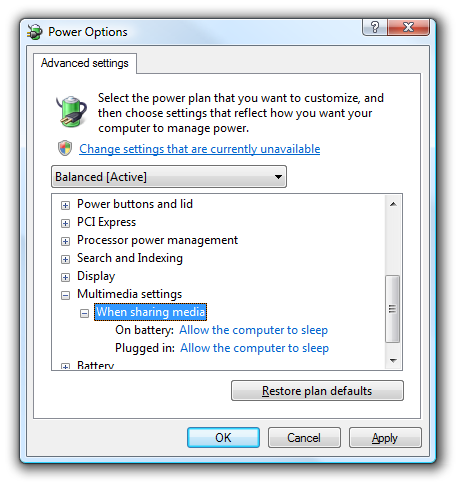 Power Options
Advanced settings
Select the power plan that you want to customize, and
then choose settings that reflect how you want your
computer to manage power.
Change settings that are currently unavailable
Balanced [Active]
Power buttons and lid
PCI Express
Processor power management
Search and Indexing
Display
Multimedia settings
When sharing media
On battery: Allow the computer to sleep
Plugged in: Allow the computer to sleep
Battery
Restore plan defaults
OK Cancel Apply